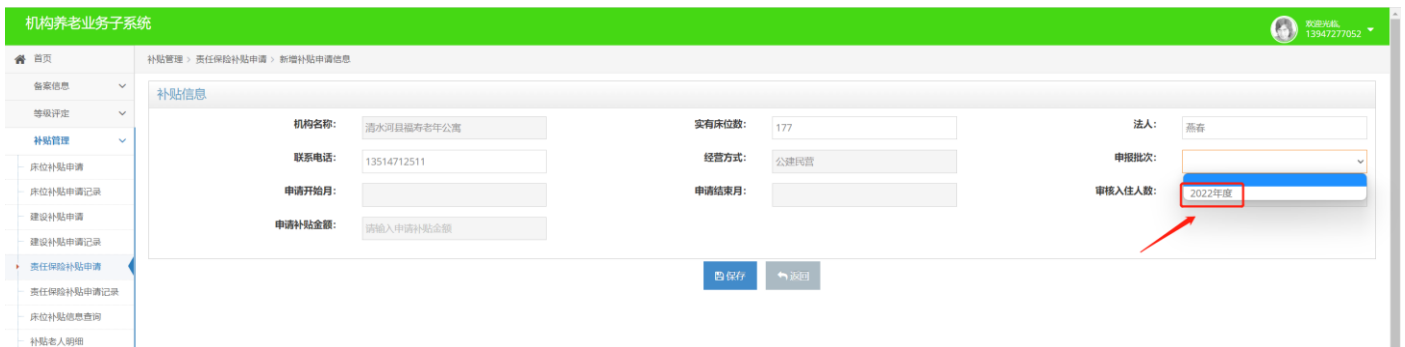 机构养老业务子系统
欢迎光临,
13947277052
首页
补贴管理 > 责任保险补贴申请 > 新增补贴申请信息
备案信息
等级评定
补贴管理
床位补贴申请
床位补贴申请记录
建设补贴申请
建设补贴申请记录
责任保险补贴申请
责任保险补贴申请记录
床位补贴信息查询
补贴老人明细
补贴信息
机构名称: 清水河县福寿老年公寓 实有床位数: 177 法人: 燕春
联系电话: 13514712511 经营方式: 公建民营 申报批次:
申请开始月: 申请结束月: 审核入住人数: 2022年度
申请补贴金额: 请输入申请补贴金额
保存 返回